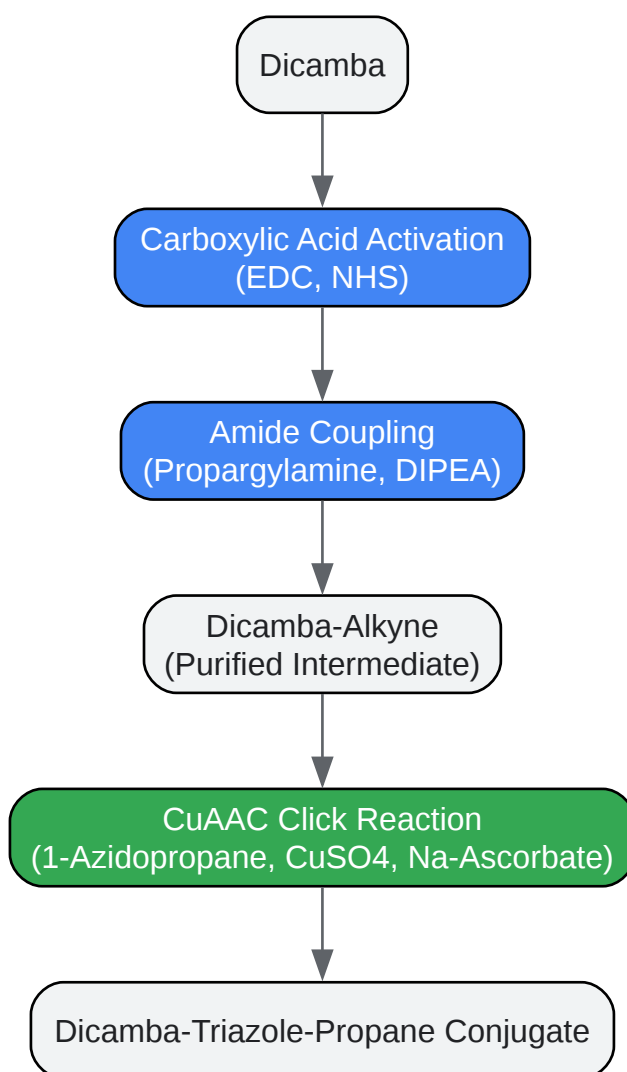 Dicamba
Carboxylic Acid Activation
(EDC, NHS)
Amide Coupling
(Propargylamine, DIPEA)
Dicamba-Alkyne
(Purified Intermediate)
CuAAC Click Reaction
(1-Azidopropane, CuSO4, Na-Ascorbate)
Dicamba-Triazole-Propane Conjugate